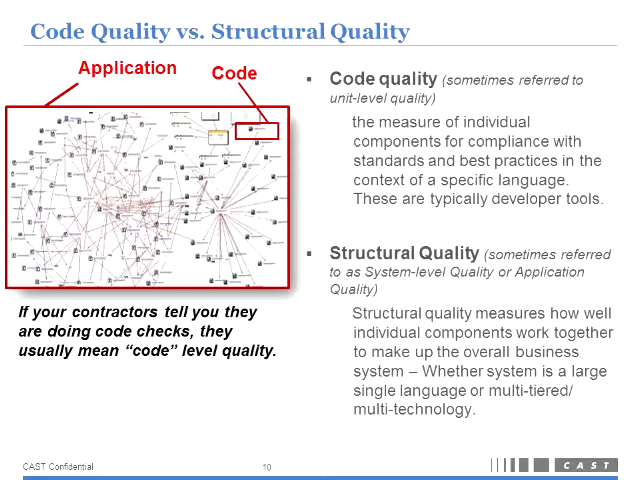 Code Quality vs. Structural Quality
Application
Code
If your contractors tell you they
are doing code checks, they
usually mean “code” level quality.
▪ Code quality (sometimes referred to
unit-level quality)
the measure of individual
components for compliance with
standards and best practices in the
context of a specific language.
These are typically developer tools.
▪ Structural Quality (sometimes referred
to as System-level Quality or Application
Quality)
Structural quality measures how well
individual components work together
to make up the overall business
system – Whether system is a large
single language or multi-tiered/
multi-technology.
CAST Confidential
10
CAST